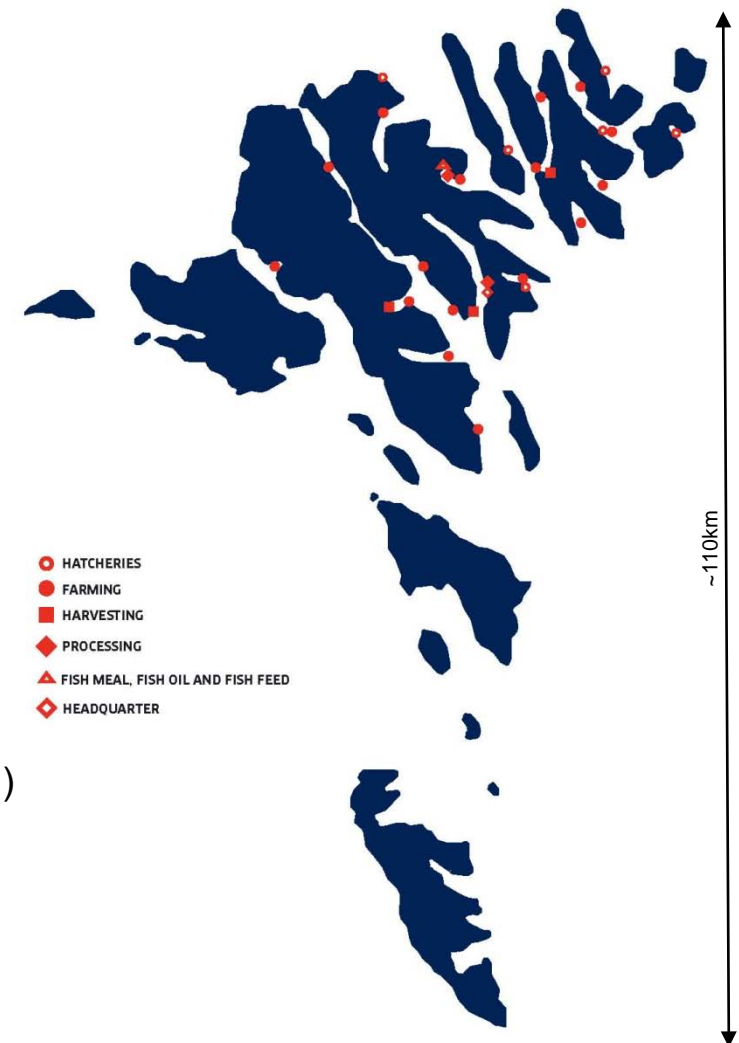 ~110km
HATCHERIES
FARMING
HARVESTING
PROCESSING
FISH MEAL, FISH OIL AND FISH FEED
HEADQUARTER
)